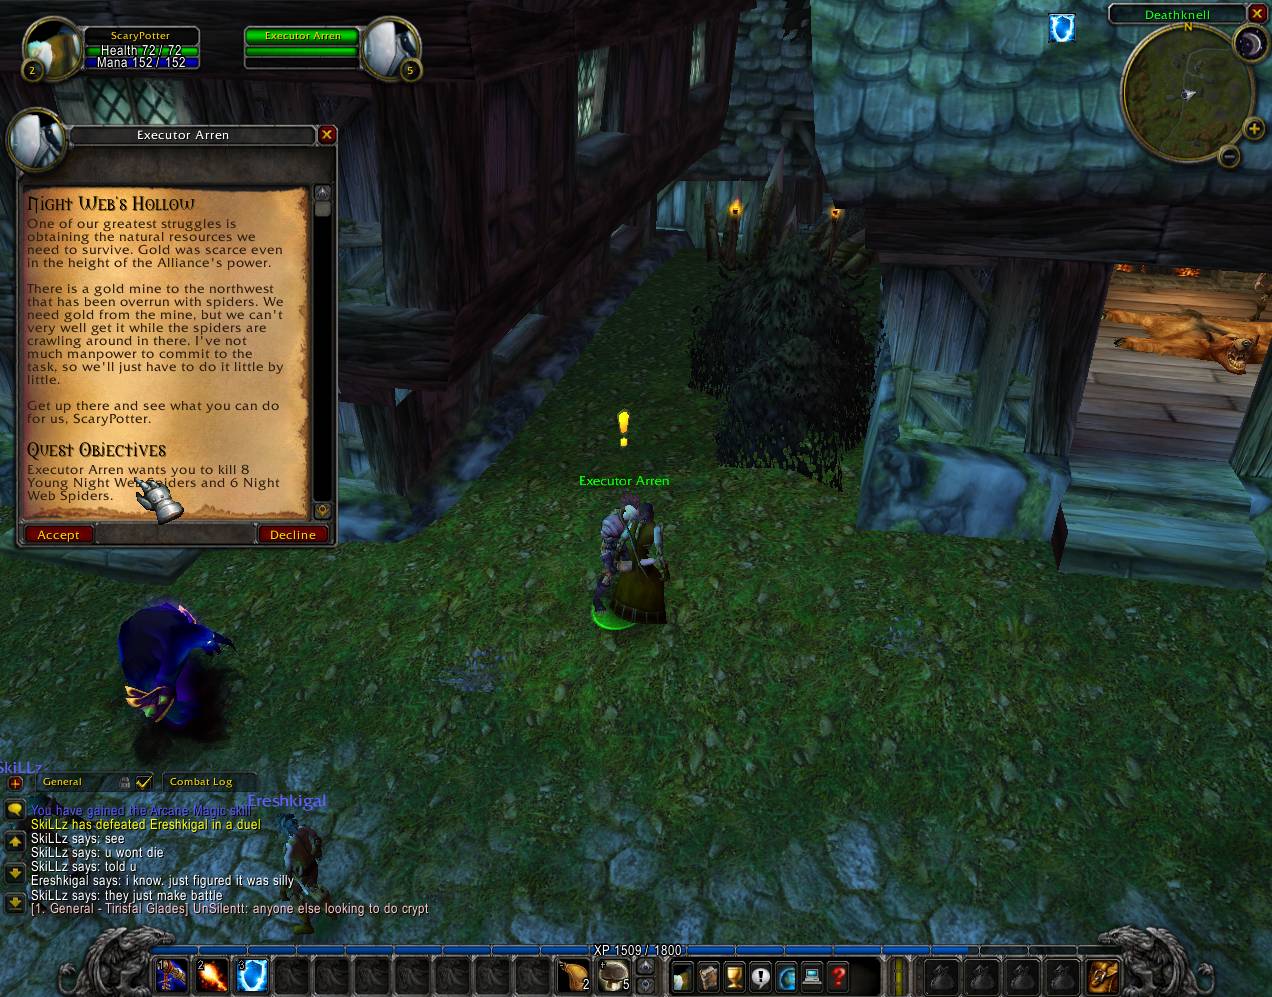 ScaryPotter
Health 72 / 72
Mana 152 / 152
2
Executor Arren
5
Deathknell
N
Executor Arren
Night Web's Hollow
One of our greatest struggles is
obtaining the natural resources we
need to survive. Gold was scarce even
in the height of the Alliance's power.
There is a gold mine to the northwest
that has been overrun with spiders. We
need gold from the mine, but we can't
very well get it while the spiders are
crawling around in there. I've not
much manpower to commit to the
task, so we'll just have to do it little by
little.
Get up there and see what you can do
for us, ScaryPotter.
Quest Objectives
Executor Arren wants you to kill 8
Young Night Web Spiders and 6 Night
Web Spiders.
Accept
Decline
!
Executor Arren
SkiLLz
General
Combat Log
Ereshkigal
You have gained the Arcane Magic skill
SkiLLz has defeated Ereshkigal in a duel
SkiLLz says: see
SkiLLz says: u wont die
SkiLLz says: told u
Ereshkigal says: i know. just figured it was silly
SkiLLz says: they just make battle
[1. General - Tirisfal Glades] UnSilentt: anyone else looking to do crypt
XP 1509 / 1800
1
2
3
2
5
!
?